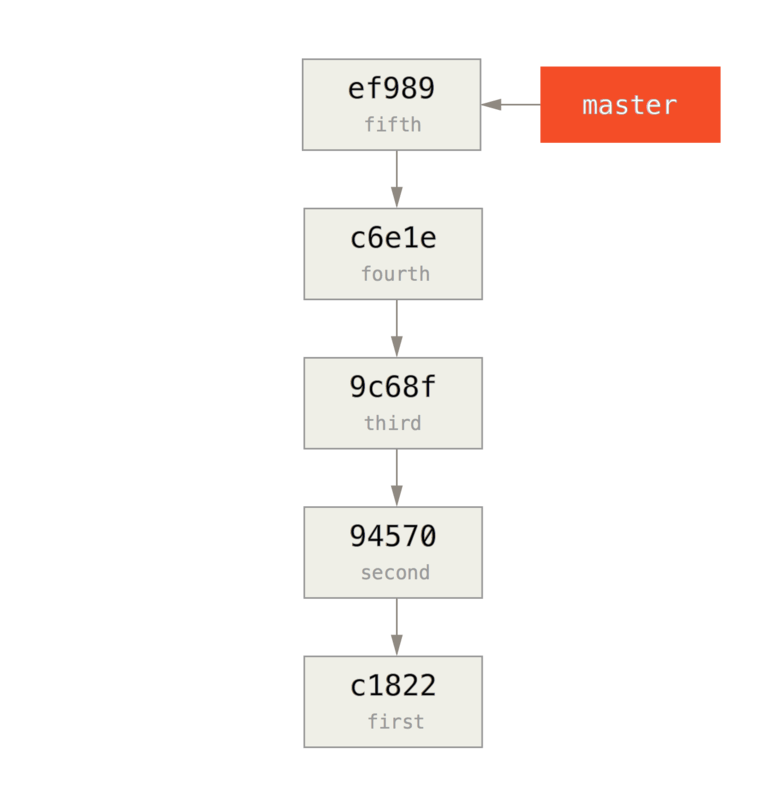 ef989
fifth
master
c6e1e
fourth
9c68f
third
94570
second
c1822
first